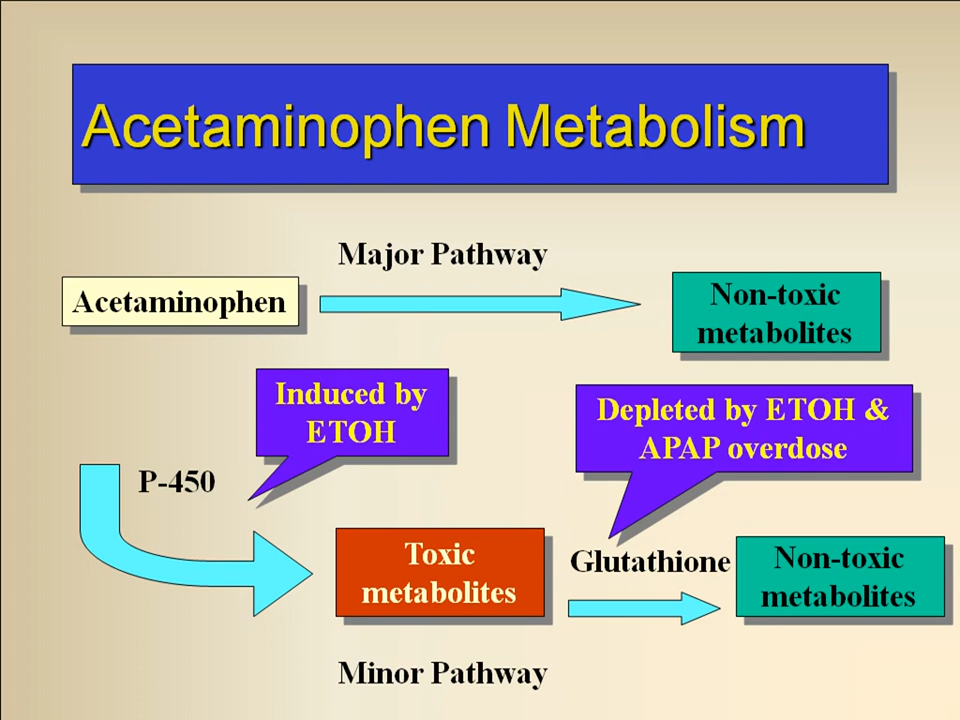 Acetaminophen Metabolism
Major Pathway
Acetaminophen
Non-toxic
metabolites
Induced by
ETOH
Depleted by ETOH &
APAP overdose
P-450
Toxic
metabolites
Glutathione
Non-toxic
metabolites
Minor Pathway